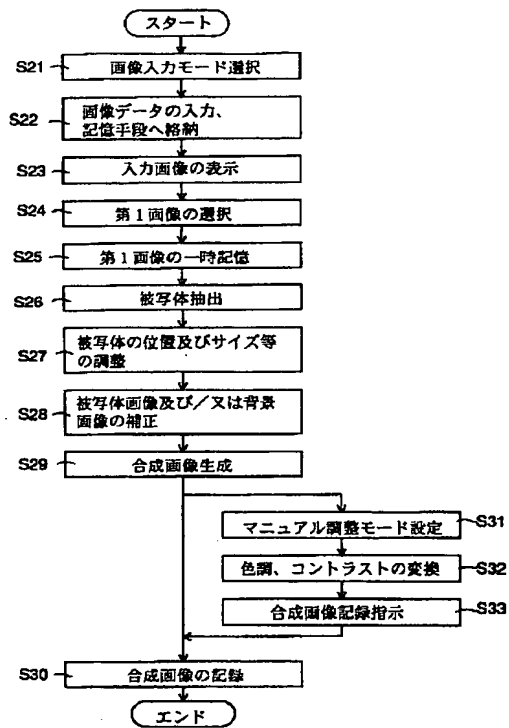 スタート
S21
画像入力モード選択
S22
画像データの入力、
記憶手段へ格納
S23
入力画像の表示
S24
第1画像の選択
S25
第1画像の一時記憶
S26
被写体抽出
S27
被写体の位置及びサイズ等
の調整
S28
被写体画像及び/又は背景
画像の補正
S29
合成画像生成
マニュアル調整モード設定
S31
色調、コントラストの変換
S32
合成画像記録指示
S33
S30
合成画像の記録
エンド